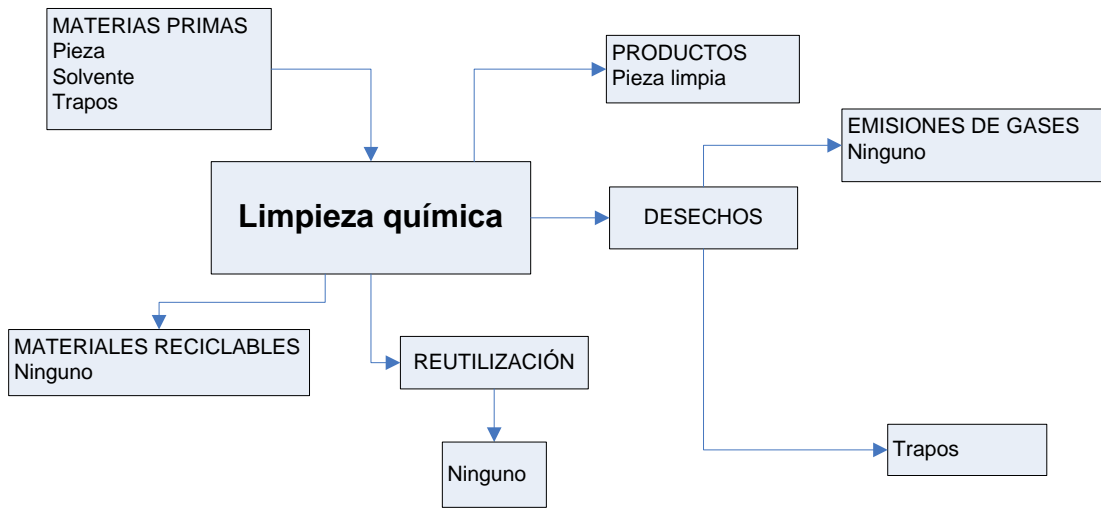 MATERIAS PRIMAS
Pieza
Solvente
Trapos
PRODUCTOS
Pieza limpia
EMISIONES DE GASES
Ninguno
Limpieza química
DESECHOS
MATERIALES RECICLABLES
Ninguno
REUTILIZACIÓN
Ninguno
Trapos